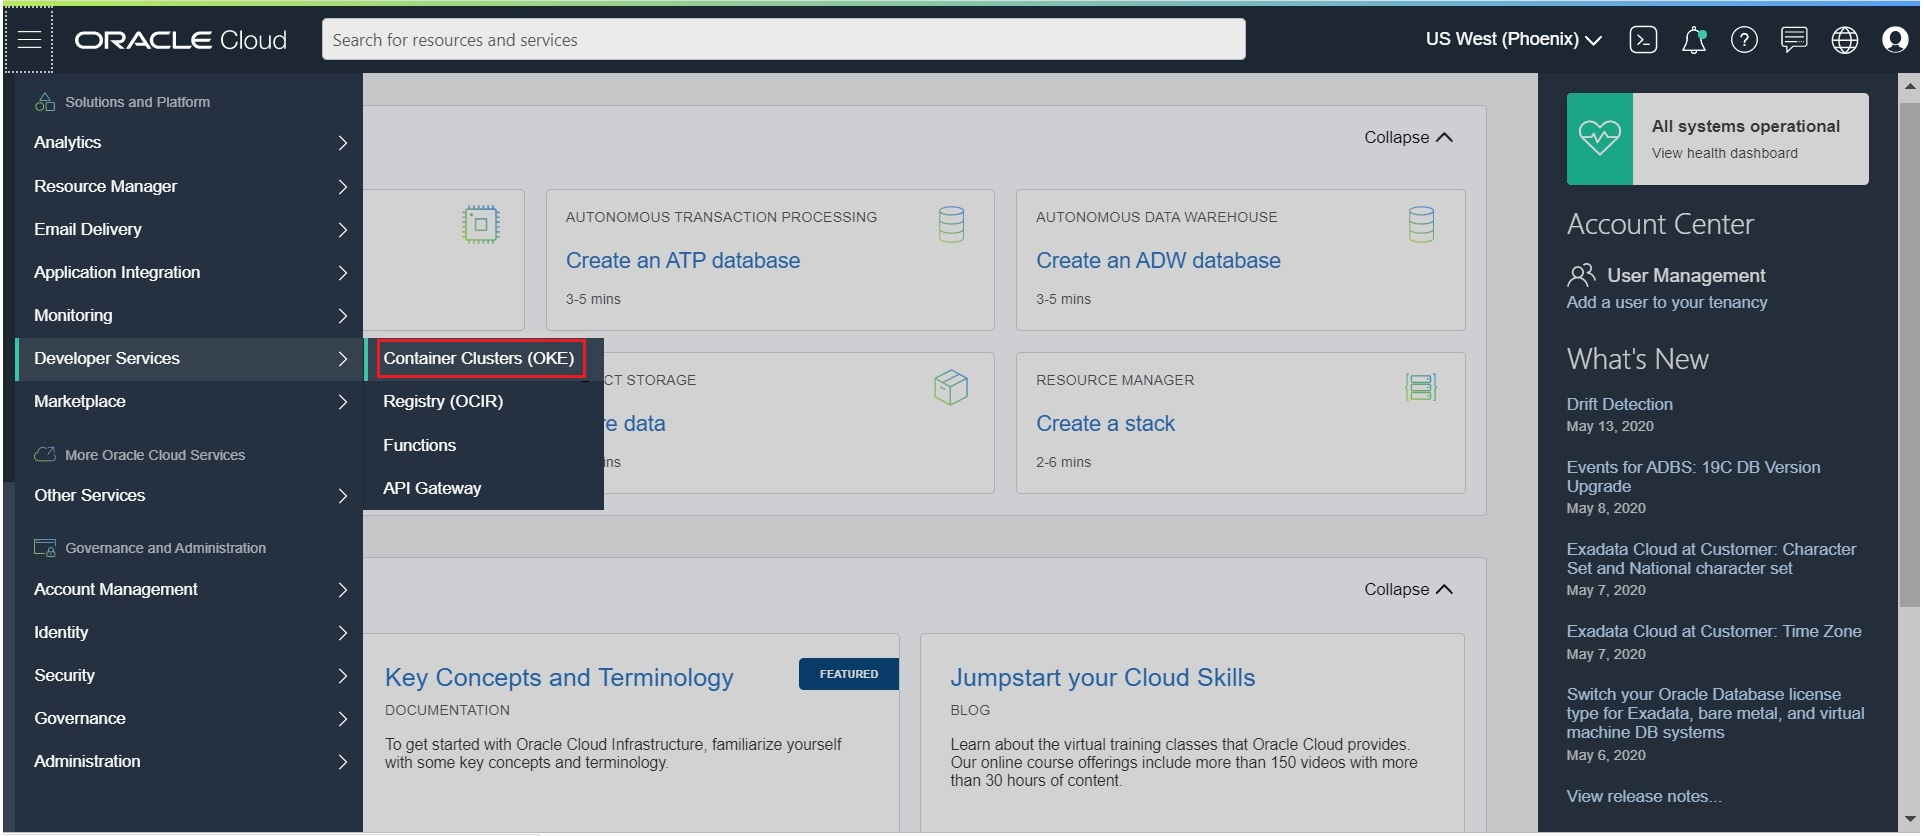 ORACLE Cloud
Search for resources and services
US West (Phoenix)
Solutions and Platform
Analytics
Resource Manager
Email Delivery
Application Integration
Monitoring
Developer Services
Marketplace
More Oracle Cloud Services
Other Services
Governance and Administration
Account Management
Identity
Security
Governance
Administration
Container Clusters (OKE)
Registry (OCIR)
Functions
API Gateway
Collapse
AUTONOMOUS TRANSACTION PROCESSING
Create an ATP database
3-5 mins
AUTONOMOUS DATA WAREHOUSE
Create an ADW database
3-5 mins
CT STORAGE
re data
ins
RESOURCE MANAGER
Create a stack
2-6 mins
Collapse
Key Concepts and Terminology
FEATURED
DOCUMENTATION
To get started with Oracle Cloud Infrastructure, familiarize yourself
with some key concepts and terminology.
Jumpstart your Cloud Skills
BLOG
Learn about the virtual training classes that Oracle Cloud provides.
Our online course offerings include more than 150 videos with more
than 30 hours of content.
All systems operational
View health dashboard
Account Center
User Management
Add a user to your tenancy
What's New
Drift Detection
May 13, 2020
Events for ADBS: 19C DB Version
Upgrade
May 8, 2020
Exadata Cloud at Customer: Character
Set and National character set
May 7, 2020
Exadata Cloud at Customer: Time Zone
May 7, 2020
Switch your Oracle Database license
type for Exadata, bare metal, and virtual
machine DB systems
May 6, 2020
View release notes...